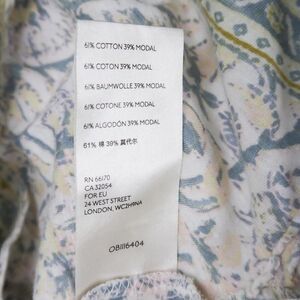 61% COTTON 39% MODAL
61% COTON 39% MODAL
61% BAUMWOLLE 39% MODAL
61% COTONE 39% MODAL
61% ALGODÓN 39% MODAL
61% 棉 39% 莫代尔
RN 66170
CA 32054
FOR EU
24 WEST STREET
LONDON, WC2H9NA
OBIII6404